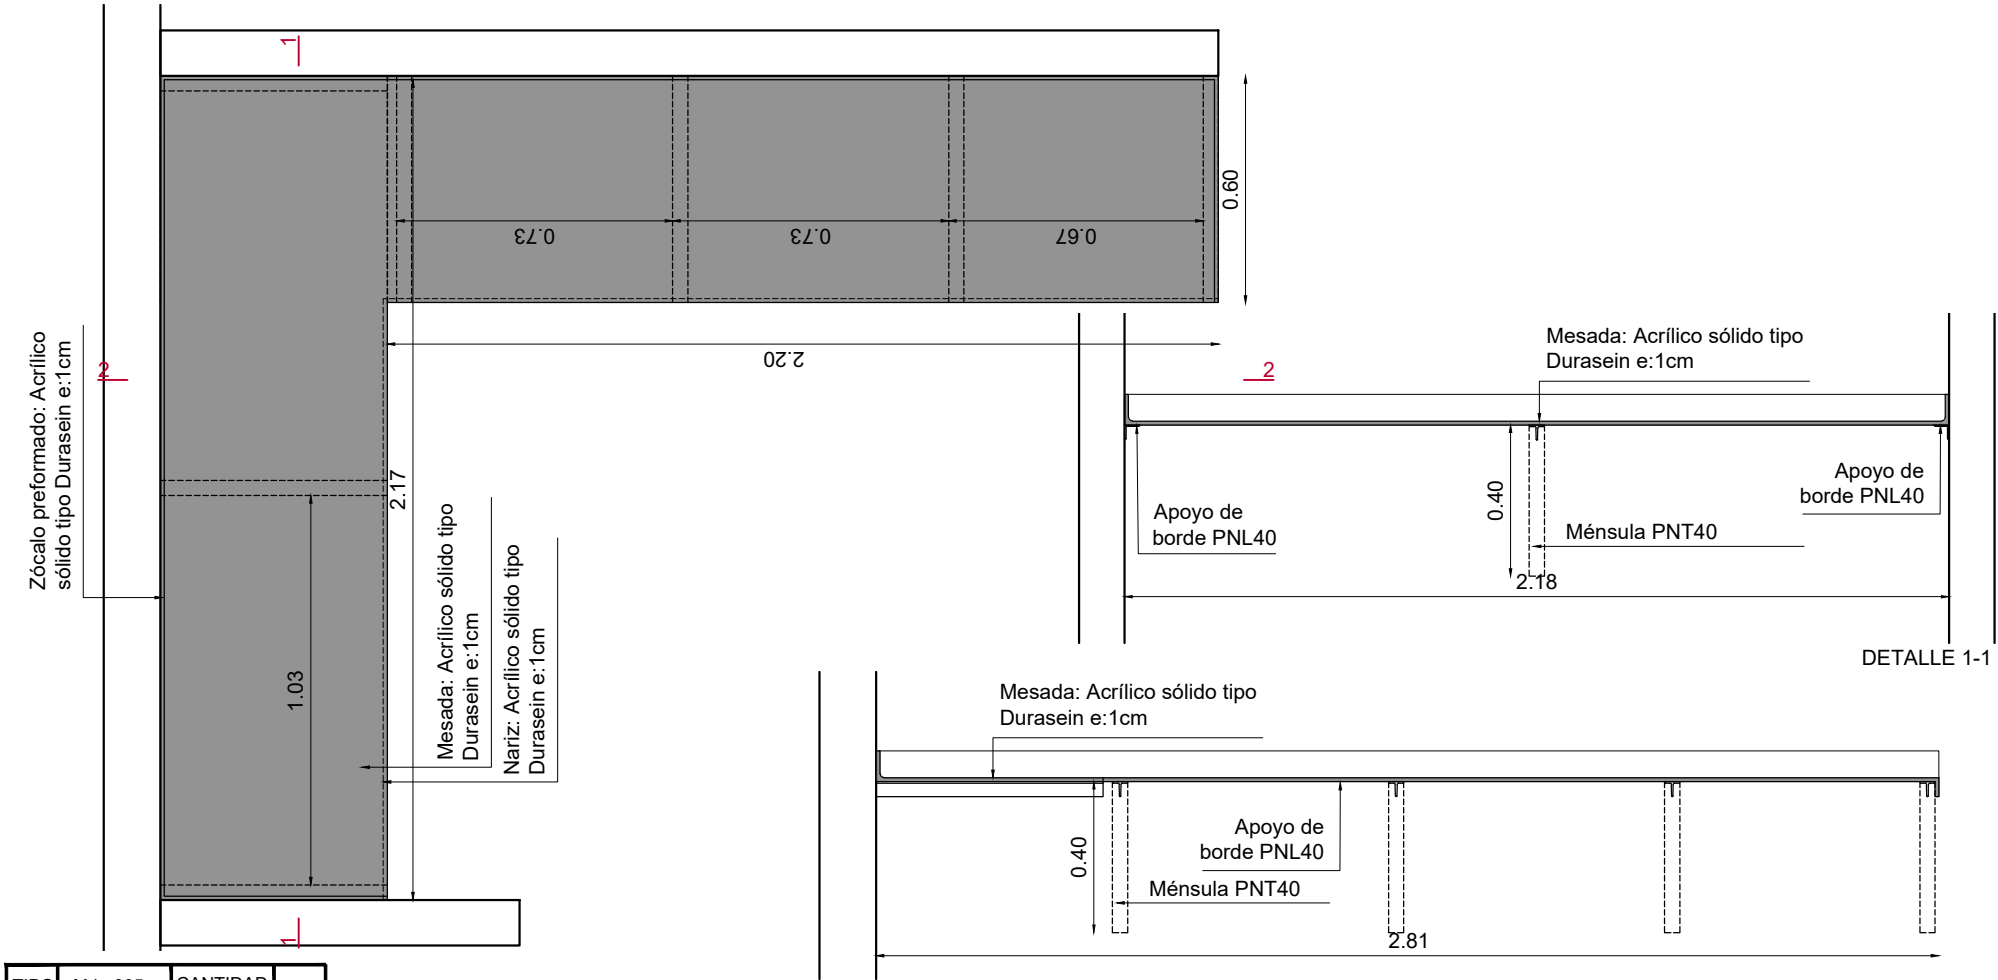 1
0.73
0.73
0.67
0.60
2.20
2
2
Zócalo preformado: Acrílico
sólido tipo Durasein e:1cm
2.17
1.03
Mesada: Acrílico sólido tipo
Durasein e:1cm
Nariz: Acrílico sólido tipo
Durasein e:1cm
1
Mesada: Acrílico sólido tipo
Durasein e:1cm
Apoyo de
borde PNL40
0.40
Ménsula PNT40
Apoyo de
borde PNL40
2.18
DETALLE 1-1
Mesada: Acrílico sólido tipo
Durasein e:1cm
0.40
Apoyo de
borde PNL40
Ménsula PNT40
2.81
TIPO
CANTIDAD